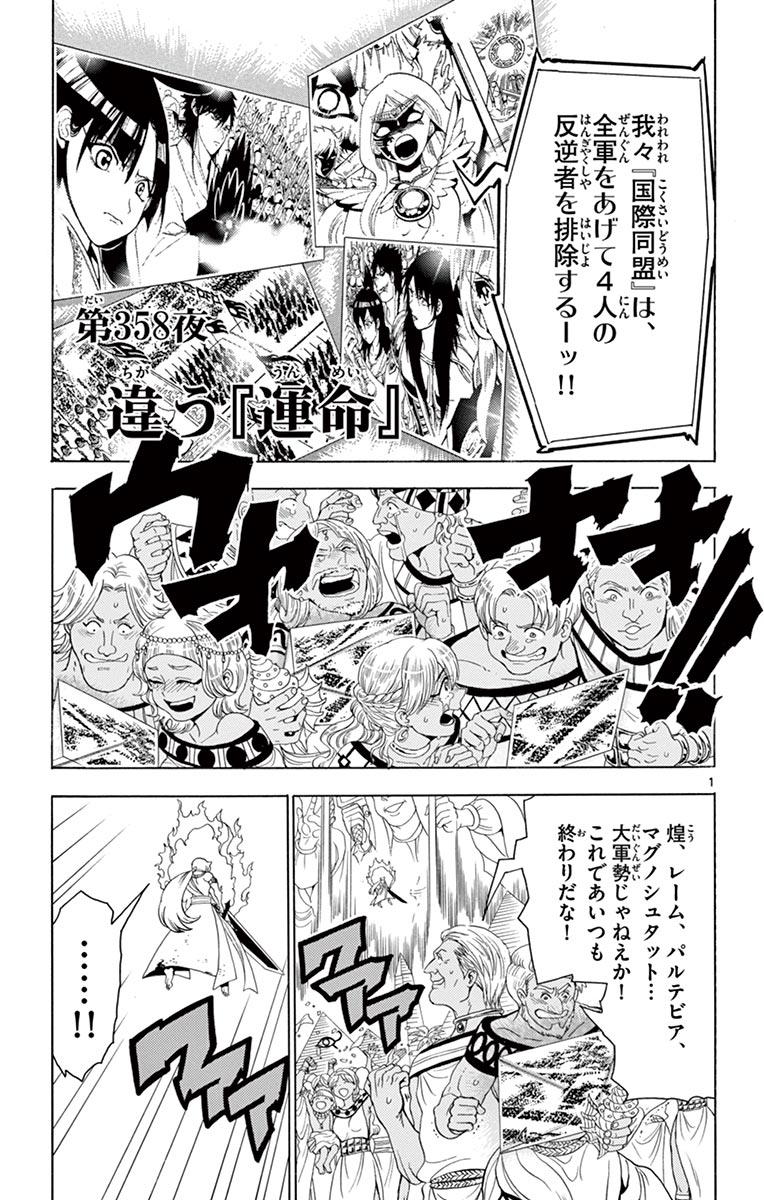 我々『国際同盟』は、
全軍をあげて4人の
反逆者を排除するーッ!!
第358夜
違う『運命』
ウオオオ!!
1
煌、レーム、パルテビア、
マグノシュタット…
大軍勢じゃねえか!
これであいつも
終わりだな!
ワアァァ
ワアァァ
……!!